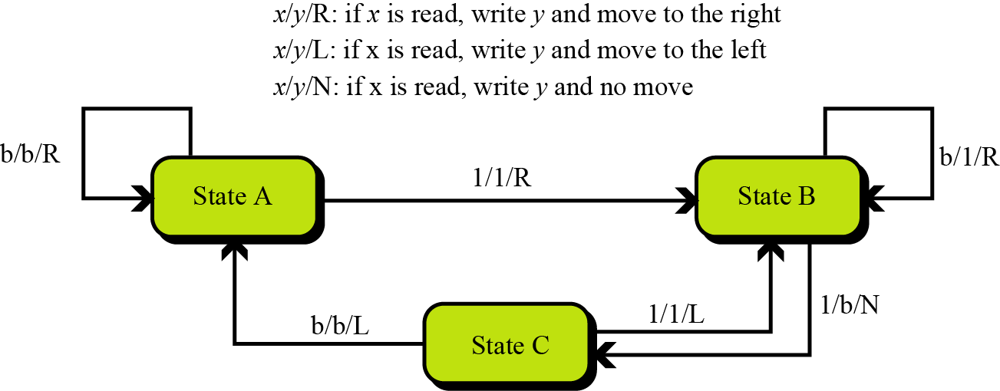 x/y/R: if x is read, write y and move to the right
x/y/L: if x is read, write y and move to the left
x/y/N: if x is read, write y and no move
b/b/R
State A
1/1/R
State B
b/1/R
b/b/L
State C
1/1/L
1/b/N